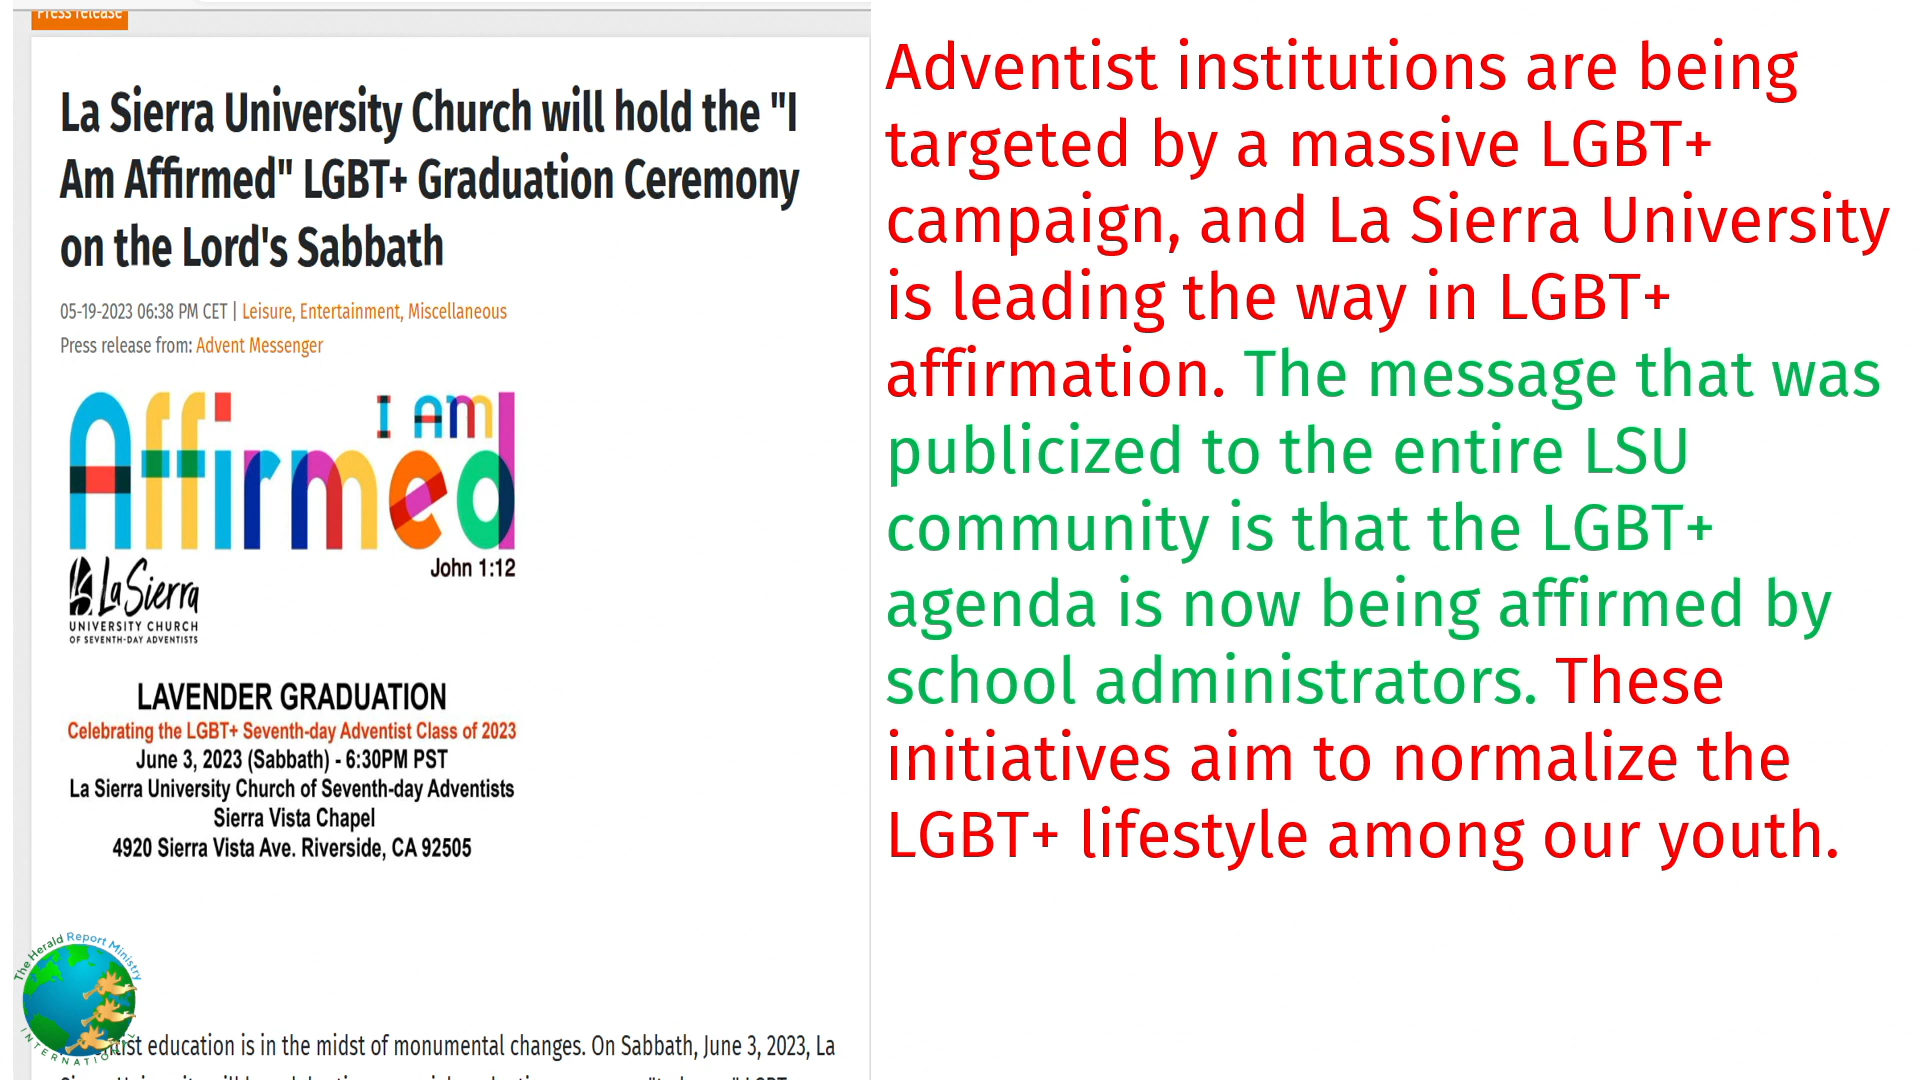 Press release
La Sierra University Church will hold the "I
Am Affirmed" LGBT+ Graduation Ceremony
on the Lord's Sabbath
05-19-2023 06:38 PM CET | Leisure, Entertainment, Miscellaneous
Press release from: Advent Messenger
I Am
Affirmed
John 1:12
La Sierra
UNIVERSITY CHURCH
OF SEVENTH-DAY ADVENTISTS
LAVENDER GRADUATION
Celebrating the LGBT+ Seventh-day Adventist Class of 2023
June 3, 2023 (Sabbath) - 6:30PM PST
La Sierra University Church of Seventh-day Adventists
Sierra Vista Chapel
4920 Sierra Vista Ave. Riverside, CA 92505
The Herald Report Ministry
INTERNATIONAL
education is in the midst of monumental changes. On Sabbath, June 3, 2023, La
Adventist institutions are being
targeted by a massive LGBT+
campaign, and La Sierra University
is leading the way in LGBT+
affirmation. The message that was
publicized to the entire LSU
community is that the LGBT+
agenda is now being affirmed by
school administrators. These
initiatives aim to normalize the
LGBT+ lifestyle among our youth.